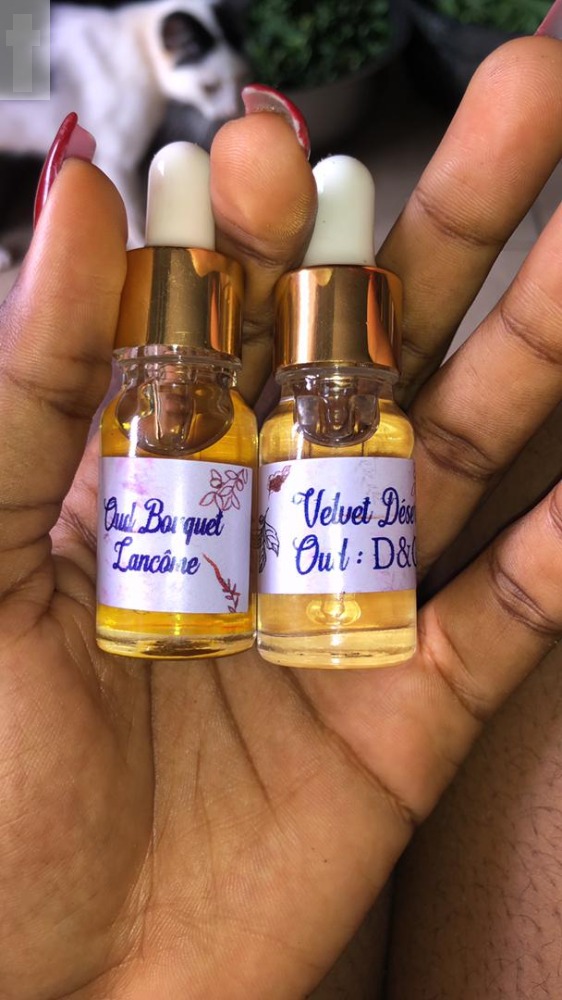 t
Oud Bouquet
Lancôme
Velvet Dése
Oud : D&G